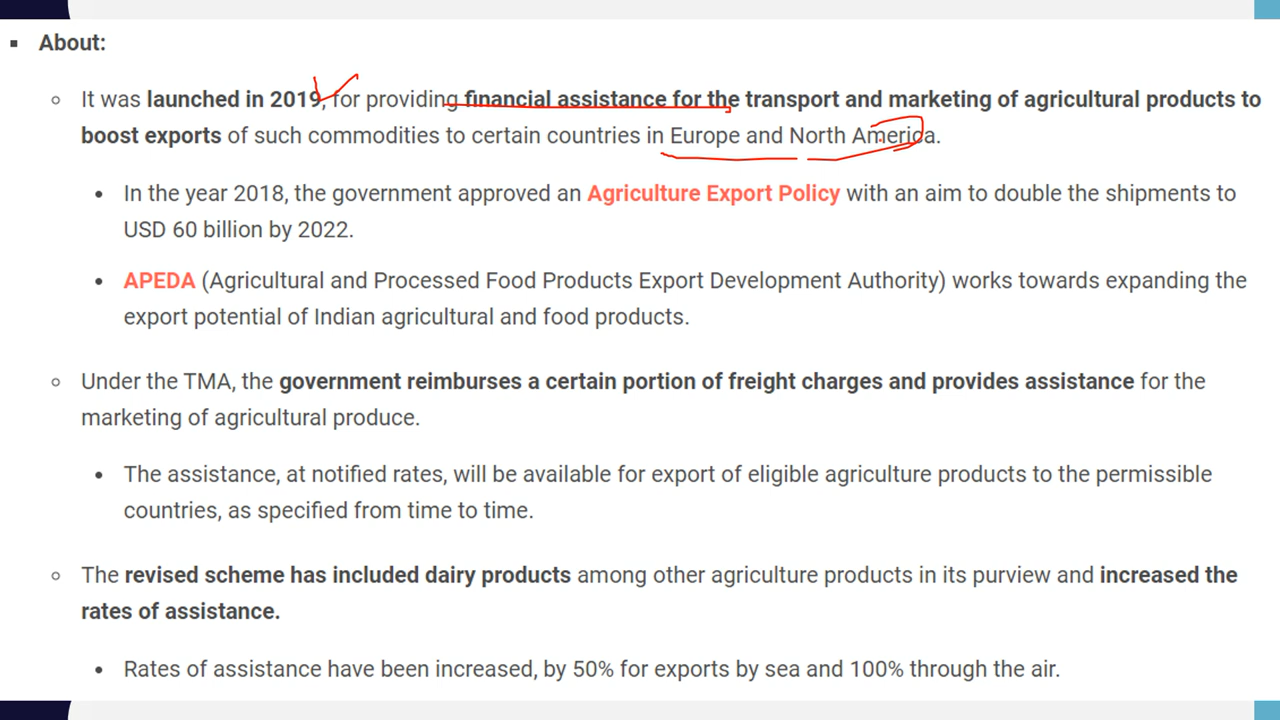 About:
It was launched in 2019, for providing financial assistance for the transport and marketing of agricultural products to
boost exports of such commodities to certain countries in Europe and North America.
In the year 2018, the government approved an Agriculture Export Policy with an aim to double the shipments to
USD 60 billion by 2022.
APEDA (Agricultural and Processed Food Products Export Development Authority) works towards expanding the
export potential of Indian agricultural and food products.
Under the TMA, the government reimburses a certain portion of freight charges and provides assistance for the
marketing of agricultural produce.
The assistance, at notified rates, will be available for export of eligible agriculture products to the permissible
countries, as specified from time to time.
The revised scheme has included dairy products among other agriculture products in its purview and increased the
rates of assistance.
Rates of assistance have been increased, by 50% for exports by sea and 100% through the air.